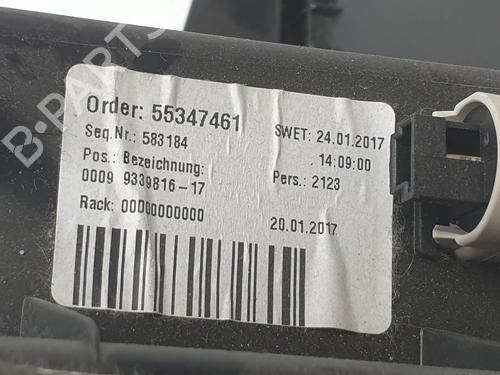 Order: 55347461
SWET: 24.01.2017
Seq.Nr.: 583184
14:09:00
Pos.: Bezeichnung:
Pers.: 2123
0009 9339816-17
Rack: 00000000000
20.01.2017
B-PARTS